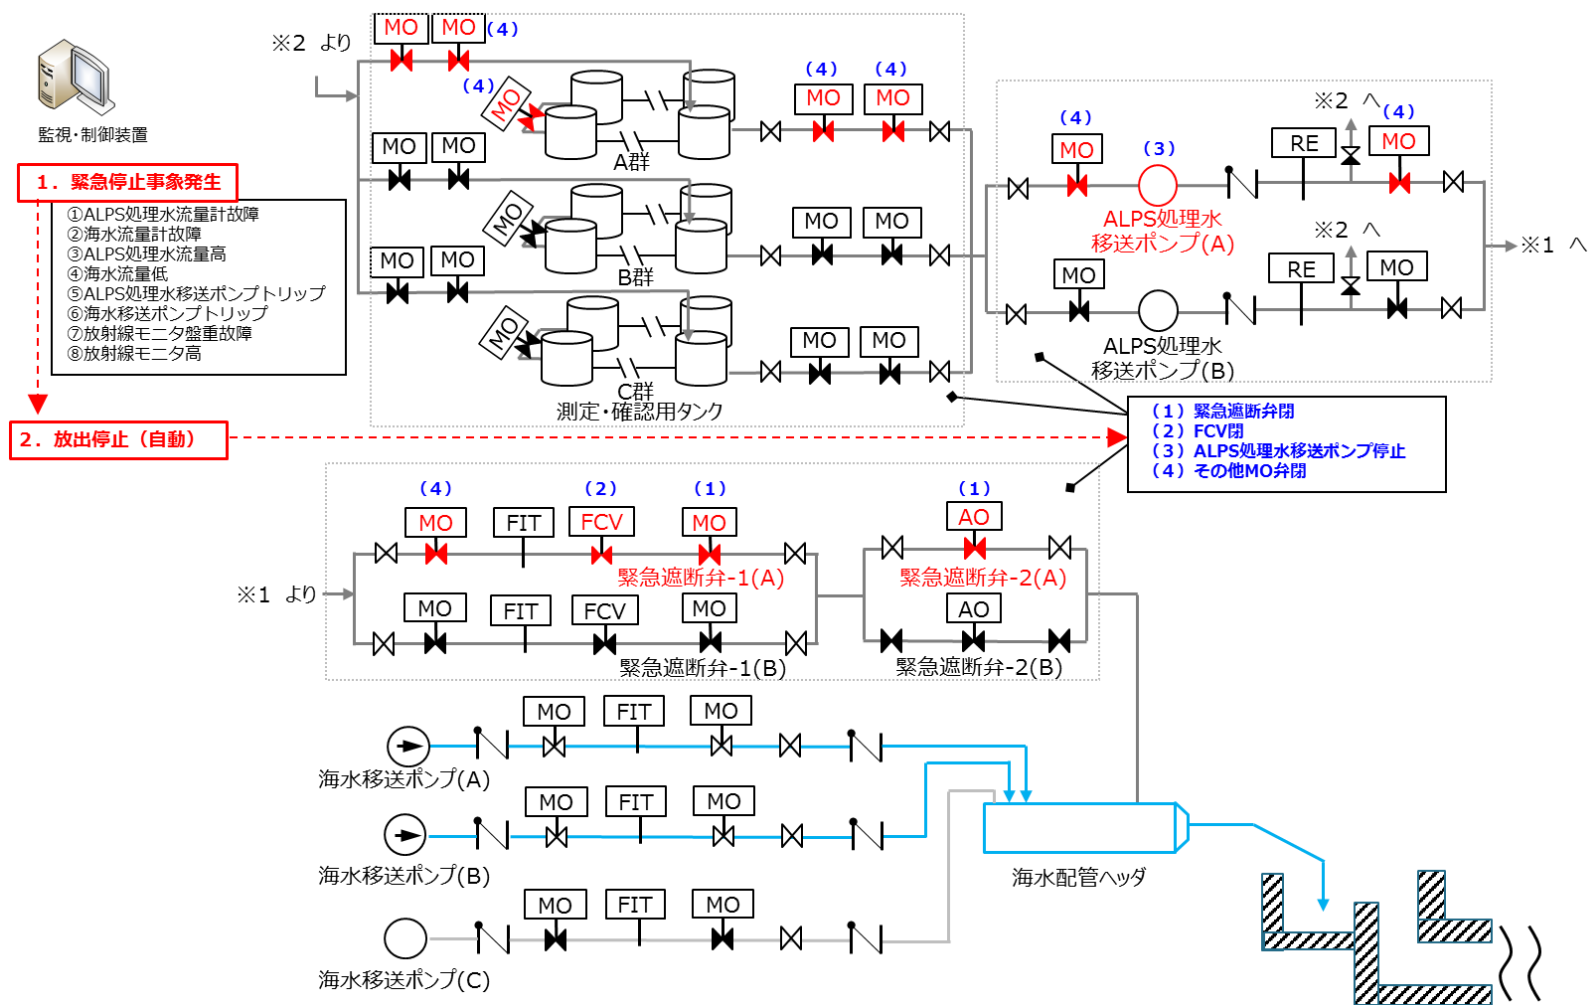 ※2 より
MO
MO
（4）
監視・制御装置
1．緊急停止事象発生
①ALPS処理水流量計故障
②海水流量計故障
③ALPS処理水流量高
④海水流量低
⑤ALPS処理水移送ポンプトリップ
⑥海水移送ポンプトリップ
⑦放射線モニタ盤重故障
⑧放射線モニタ高
2．放出停止（自動）
（4）
MO
A群
（4）
（4）
MO
MO
MO
MO
MO
B群
MO
MO
MO
MO
MO
C群
MO
MO
測定・確認用タンク
（4）
MO
（3）
ALPS処理水
移送ポンプ(A)
RE
※2 へ
（4）
MO
※1 へ
MO
ALPS処理水
移送ポンプ(B)
RE
※2 へ
MO
（1）緊急遮断弁閉
（2）FCV閉
（3）ALPS処理水移送ポンプ停止
（4）その他MO弁閉
※1 より
（4）
（2）
（1）
（1）
MO
FIT
FCV
MO
AO
緊急遮断弁-1(A)
緊急遮断弁-2(A)
MO
FIT
FCV
MO
AO
緊急遮断弁-1(B)
緊急遮断弁-2(B)
MO
FIT
MO
海水移送ポンプ(A)
MO
FIT
MO
海水移送ポンプ(B)
MO
FIT
MO
海水移送ポンプ(C)
海水配管ヘッダ